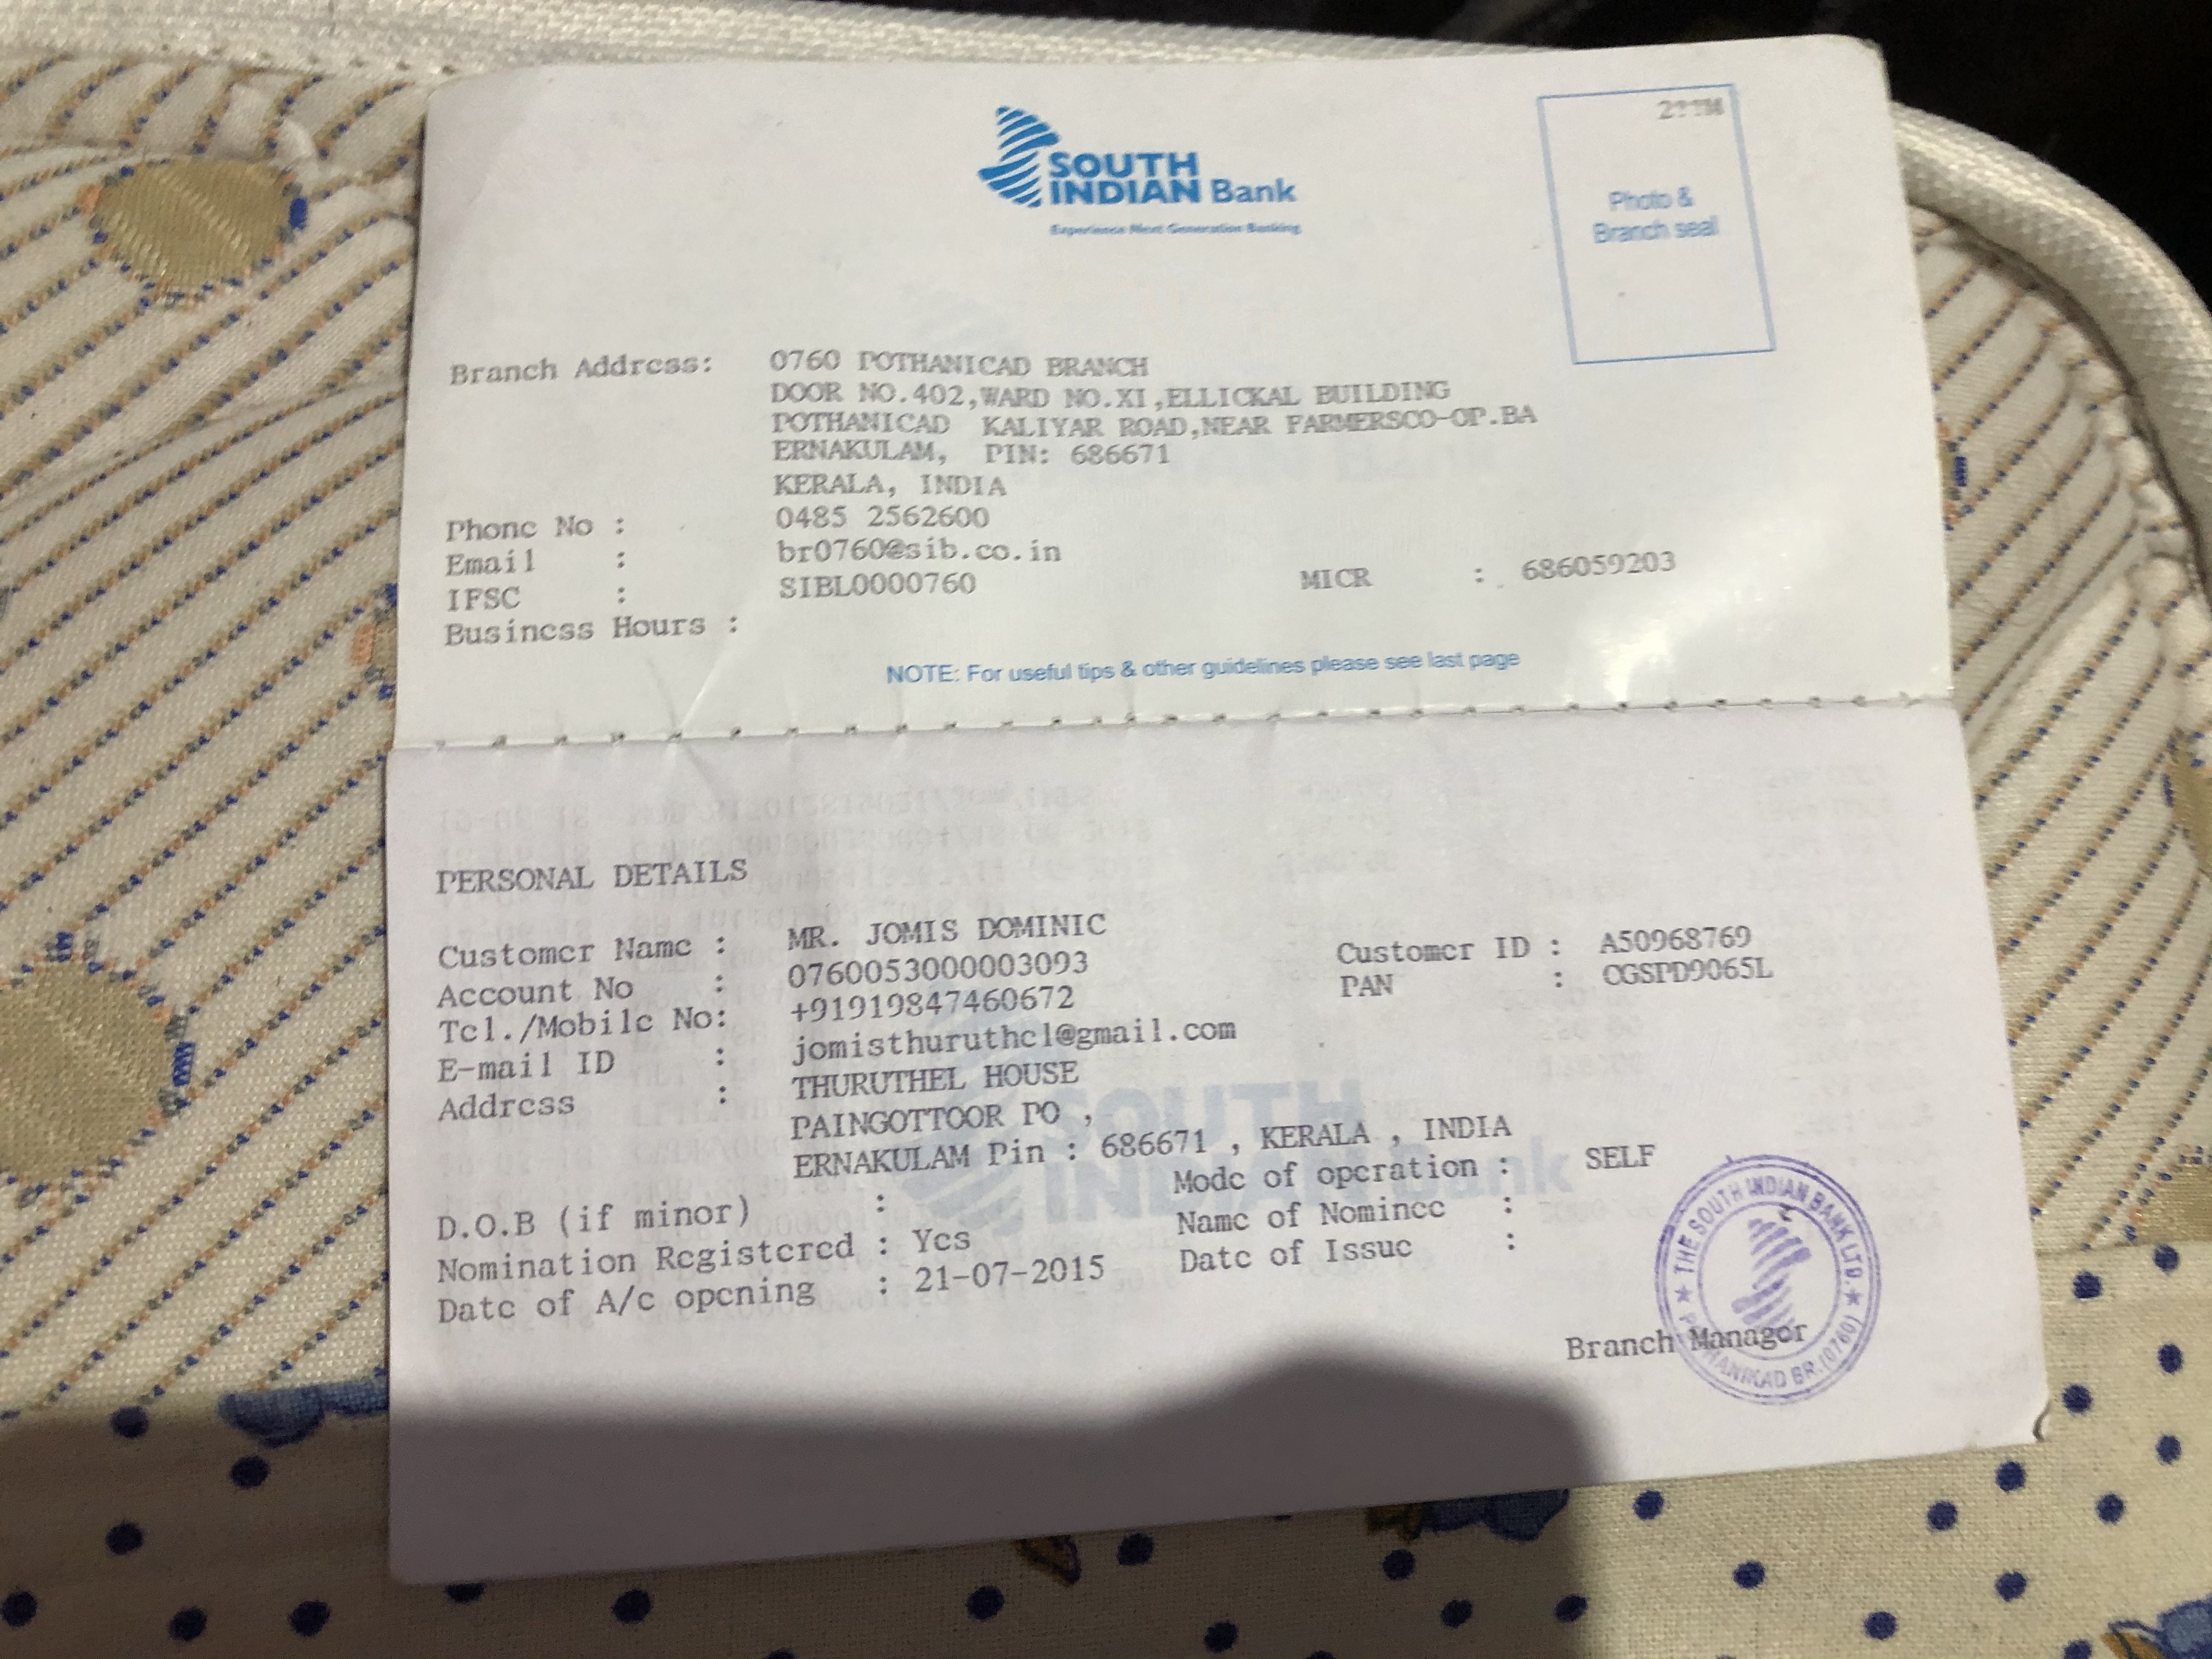 SOUTH
INDIAN Bank
Experience Next Generation Banking
Photo &
Branch seal
Branch Address: 0760 POTHANICAD BRANCH
DOOR NO.402,WARD NO.XI,ELLICKAL BUILDING
POTHANICAD KALIYAR ROAD,NEAR FARMERSCO-OP.BA
ERNAKULAM, PIN: 686671
KERALA, INDIA
Phone No : 0485 2562600
Email : br0760@sib.co.in
IFSC : SIBL0000760 MICR : 686059203
Business Hours :
NOTE: For useful tips & other guidelines please see last page
PERSONAL DETAILS
Customer Name : MR. JOMIS DOMINIC Customer ID : A50968769
Account No : 0760053000003093 PAN : CGSPD9065L
Tel./Mobile No: +91919847460672
E-mail ID : jomisthuruthel@gmail.com
Address : THURUTHEL HOUSE
PAINGOTTOOR PO ,
ERNAKULAM Pin : 686671 , KERALA , INDIA
Mode of operation : SELF
D.O.B (if minor) : Name of Nominee :
Nomination Registered : Yes Date of Issue :
Date of A/c opening : 21-07-2015
Branch Manager
THE SOUTH INDIAN BANK LTD.
BR.(0760)